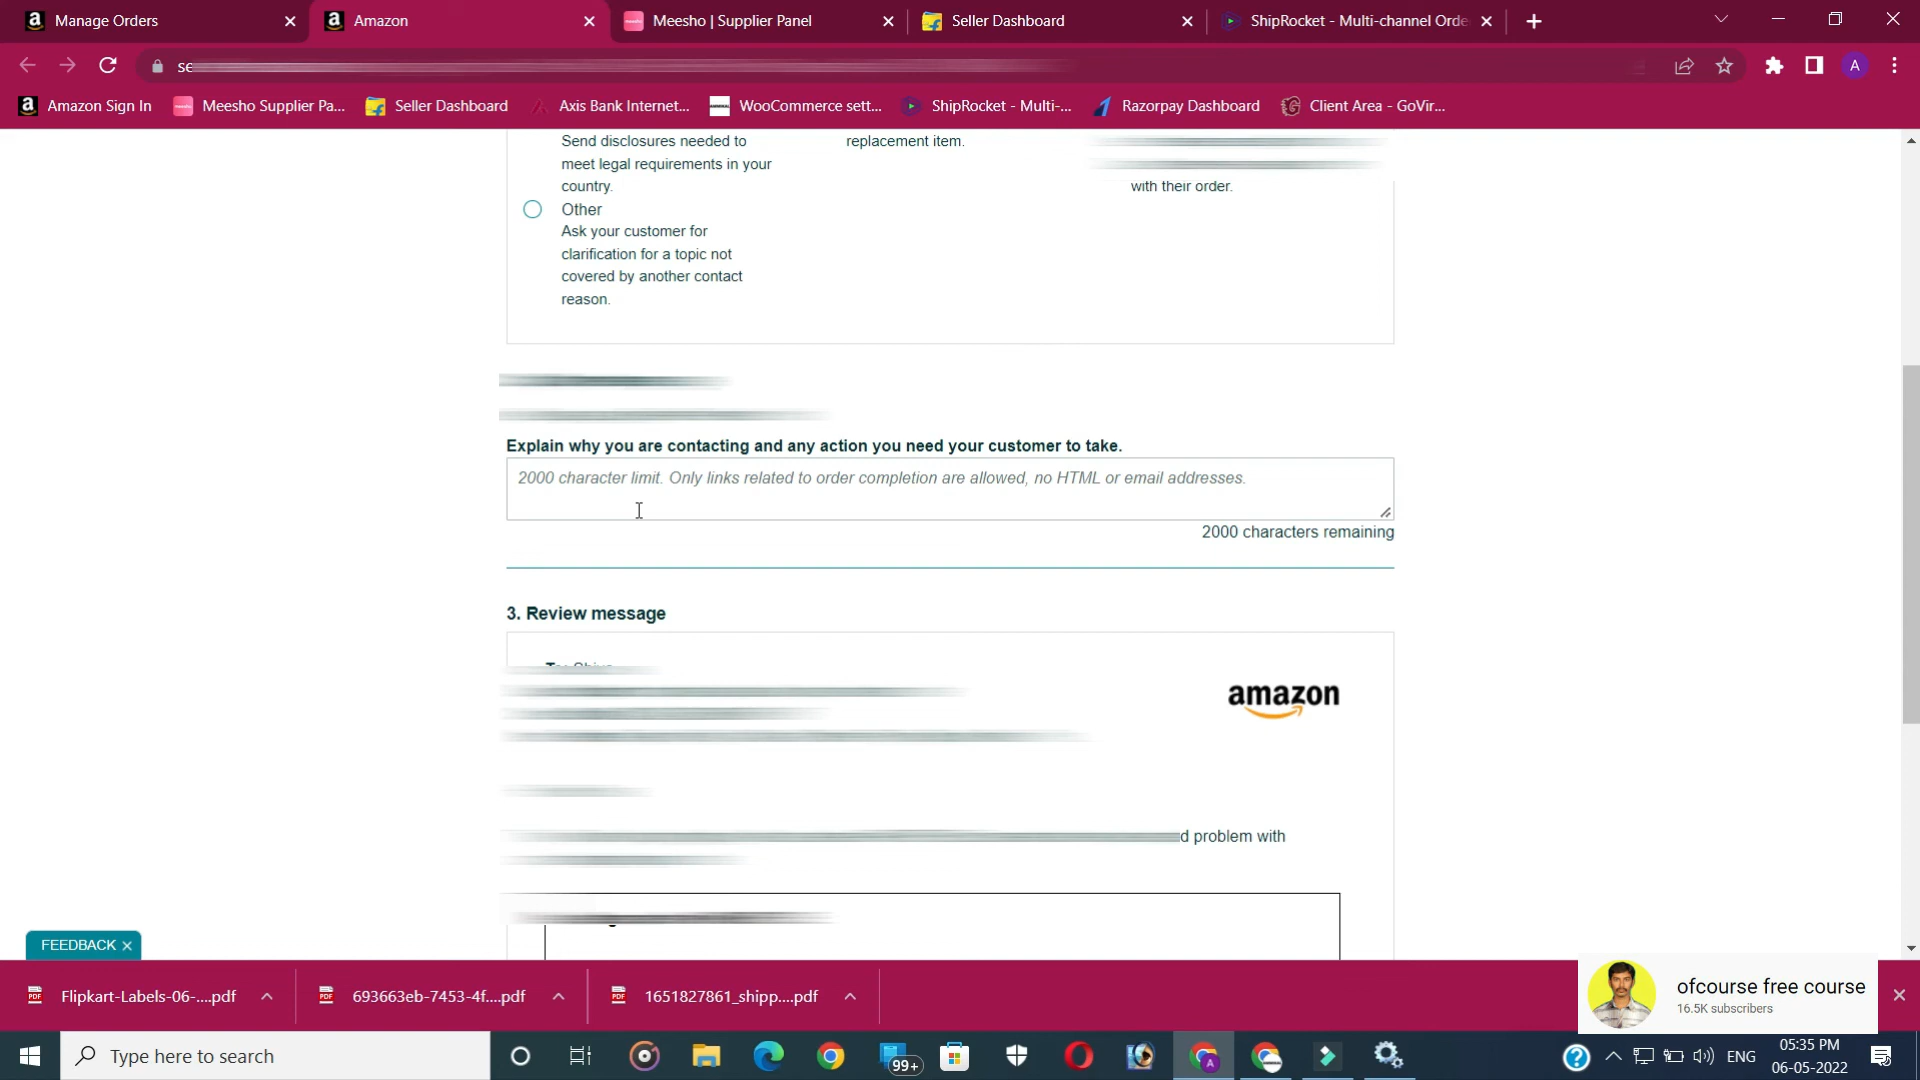 Manage Orders
Amazon
Meesho | Supplier Panel
Seller Dashboard
ShipRocket - Multi-channel Orde
Amazon Sign In
Meesho Supplier Pa...
Seller Dashboard
Axis Bank Internet...
WooCommerce sett...
ShipRocket - Multi-...
Razorpay Dashboard
Client Area - GoVir...
Send disclosures needed to
meet legal requirements in your
country.
replacement item.
with their order.
Other
Ask your customer for
clarification for a topic not
covered by another contact
reason.
Explain why you are contacting and any action you need your customer to take.
2000 character limit. Only links related to order completion are allowed, no HTML or email addresses.
2000 characters remaining
3. Review message
amazon
problem with
FEEDBACK
Flipkart-Labels-06-....pdf
693663eb-7453-4f....pdf
1651827861_shipp....pdf
ofcourse free course
16.5K subscribers
Type here to search
99+
ENG
05:35 PM
06-05-2022